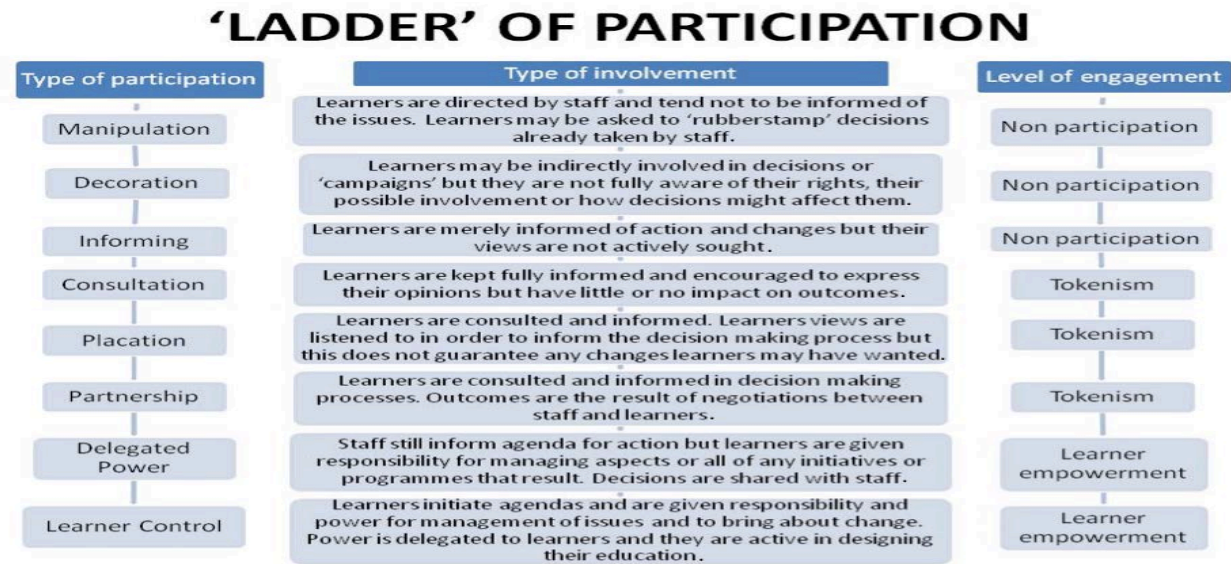 ‘LADDER’ OF PARTICIPATION
Type of participation
Type of involvement
Level of engagement
Manipulation
Learners are directed by staff and tend not to be informed of
the issues. Learners may be asked to ‘rubberstamp’ decisions
already taken by staff.
Non participation
Decoration
Learners may be indirectly involved in decisions or
‘campaigns’ but they are not fully aware of their rights, their
possible involvement or how decisions might affect them.
Non participation
Informing
Learners are merely informed of action and changes but their
views are not actively sought.
Non participation
Consultation
Learners are kept fully informed and encouraged to express
their opinions but have little or no impact on outcomes.
Tokenism
Placation
Learners are consulted and informed. Learners views are
listened to in order to inform the decision making process but
this does not guarantee any changes learners may have wanted.
Tokenism
Partnership
Learners are consulted and informed in decision making
processes. Outcomes are the result of negotiations between
staff and learners.
Tokenism
Delegated
Power
Staff still inform agenda for action but learners are given
responsibility for managing aspects or all of any initiatives or
programmes that result. Decisions are shared with staff.
Learner
empowerment
Learner Control
Learners initiate agendas and are given responsibility and
power for management of issues and to bring about change.
Power is delegated to learners and they are active in designing
their education.
Learner
empowerment